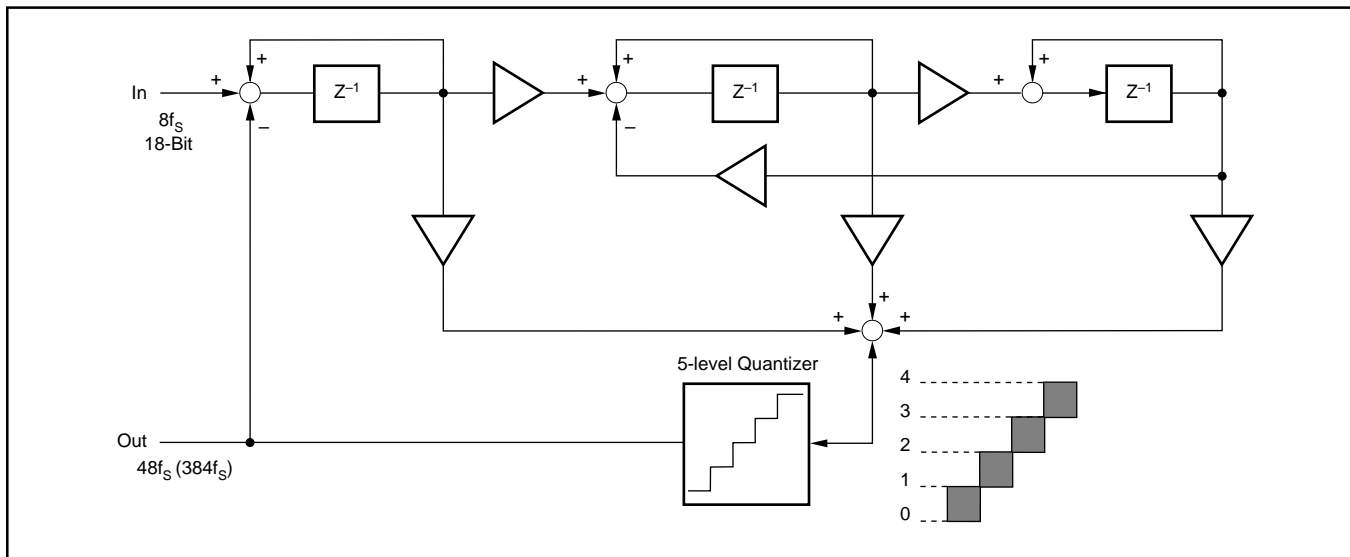 + + +
+ + +
In Z⁻¹ Z⁻¹ Z⁻¹
8fS
18-Bit
− −
+
+ +
5-level Quantizer
4
3
Out
2
48fS (384fS)
1
0